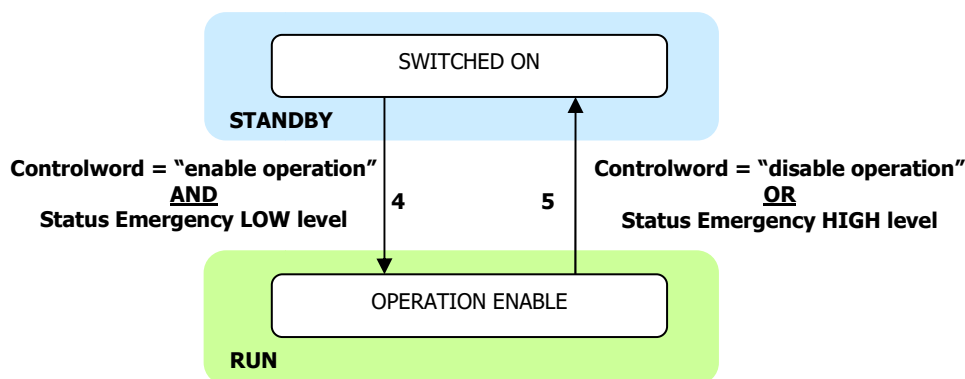 SWITCHED ON
STANDBY
Controlword = “enable operation”
AND
Status Emergency LOW level
4
5
Controlword = “disable operation”
OR
Status Emergency HIGH level
OPERATION ENABLE
RUN